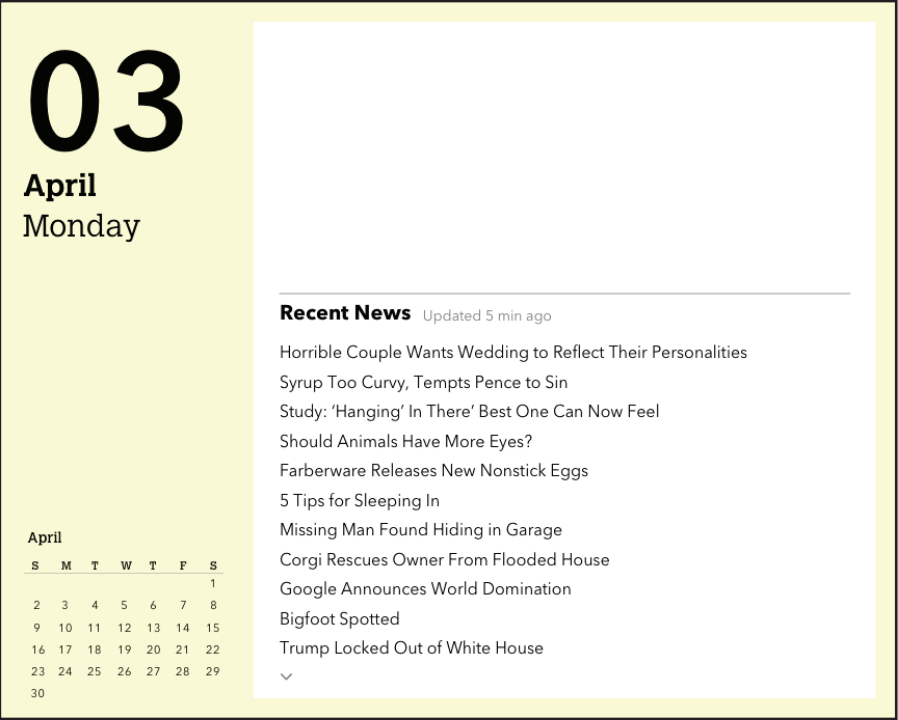 03
April
Monday
Recent News Updated 5 min ago
Horrible Couple Wants Wedding to Reflect Their Personalities
Syrup Too Curvy, Tempts Pence to Sin
Study: ‘Hanging’ In There’ Best One Can Now Feel
Should Animals Have More Eyes?
Farberware Releases New Nonstick Eggs
5 Tips for Sleeping In
Missing Man Found Hiding in Garage
Corgi Rescues Owner From Flooded House
Google Announces World Domination
Bigfoot Spotted
Trump Locked Out of White House
April
S M T W T F S
1
2 3 4 5 6 7 8
9 10 11 12 13 14 15
16 17 18 19 20 21 22
23 24 25 26 27 28 29
30